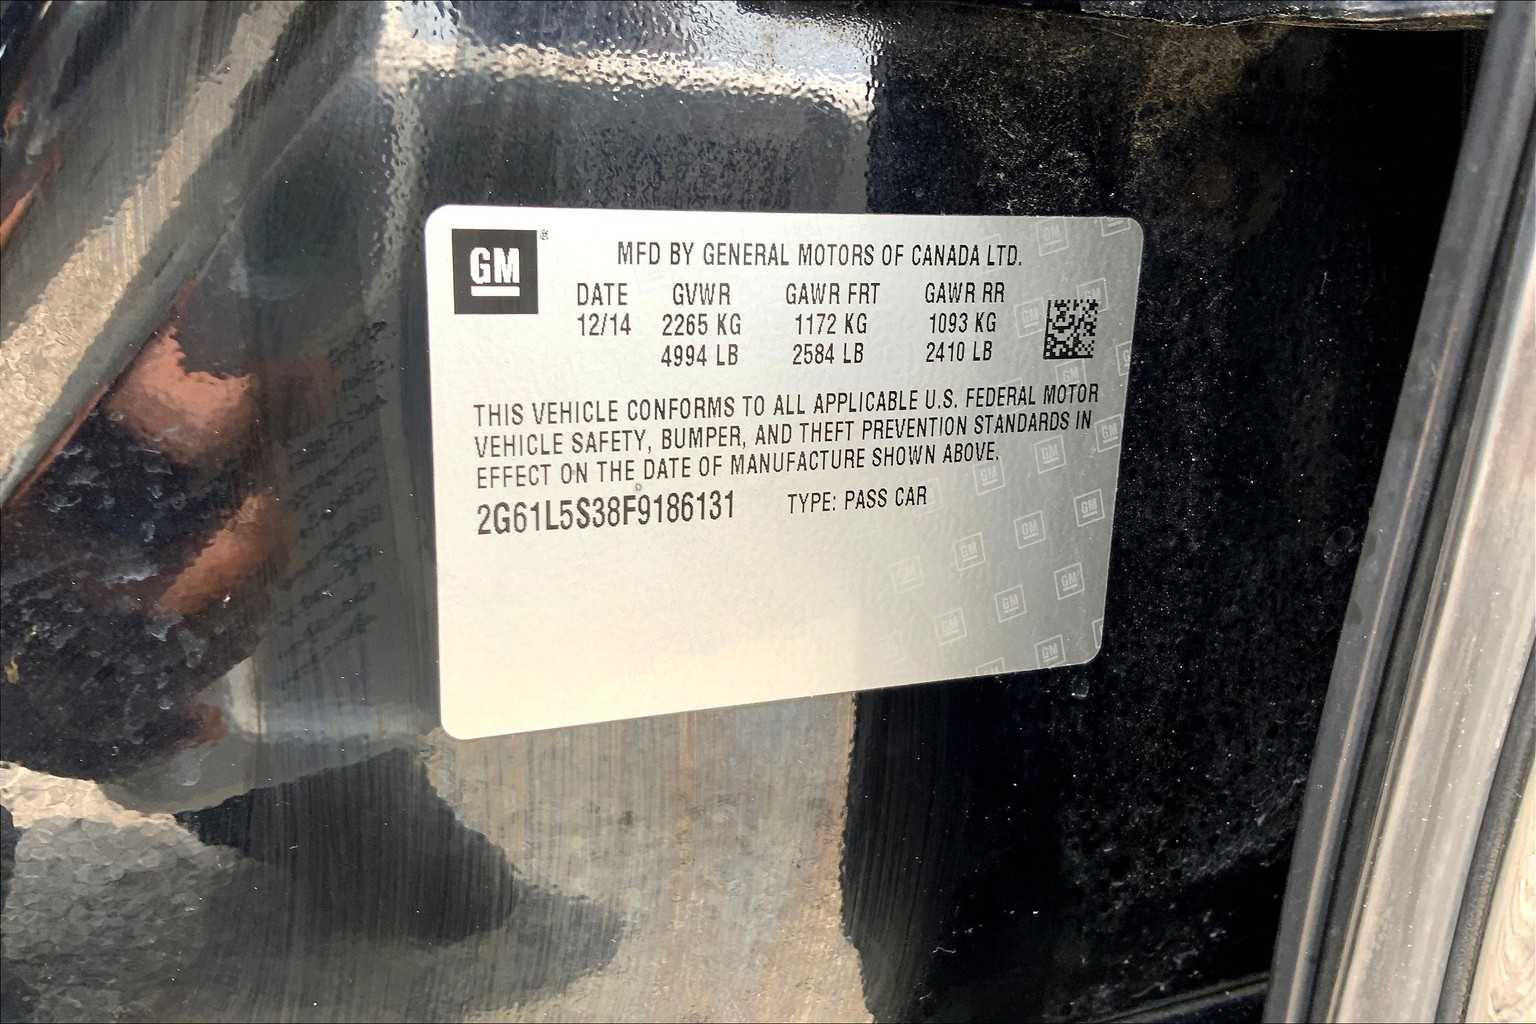 GM ®
MFD BY GENERAL MOTORS OF CANADA LTD.
DATE GVWR GAWR FRT GAWR RR
12/14 2265 KG 1172 KG 1093 KG
4994 LB 2584 LB 2410 LB
THIS VEHICLE CONFORMS TO ALL APPLICABLE U.S. FEDERAL MOTOR
VEHICLE SAFETY, BUMPER, AND THEFT PREVENTION STANDARDS IN
EFFECT ON THE DATE OF MANUFACTURE SHOWN ABOVE.
2G61L5S38F9186131 TYPE: PASS CAR